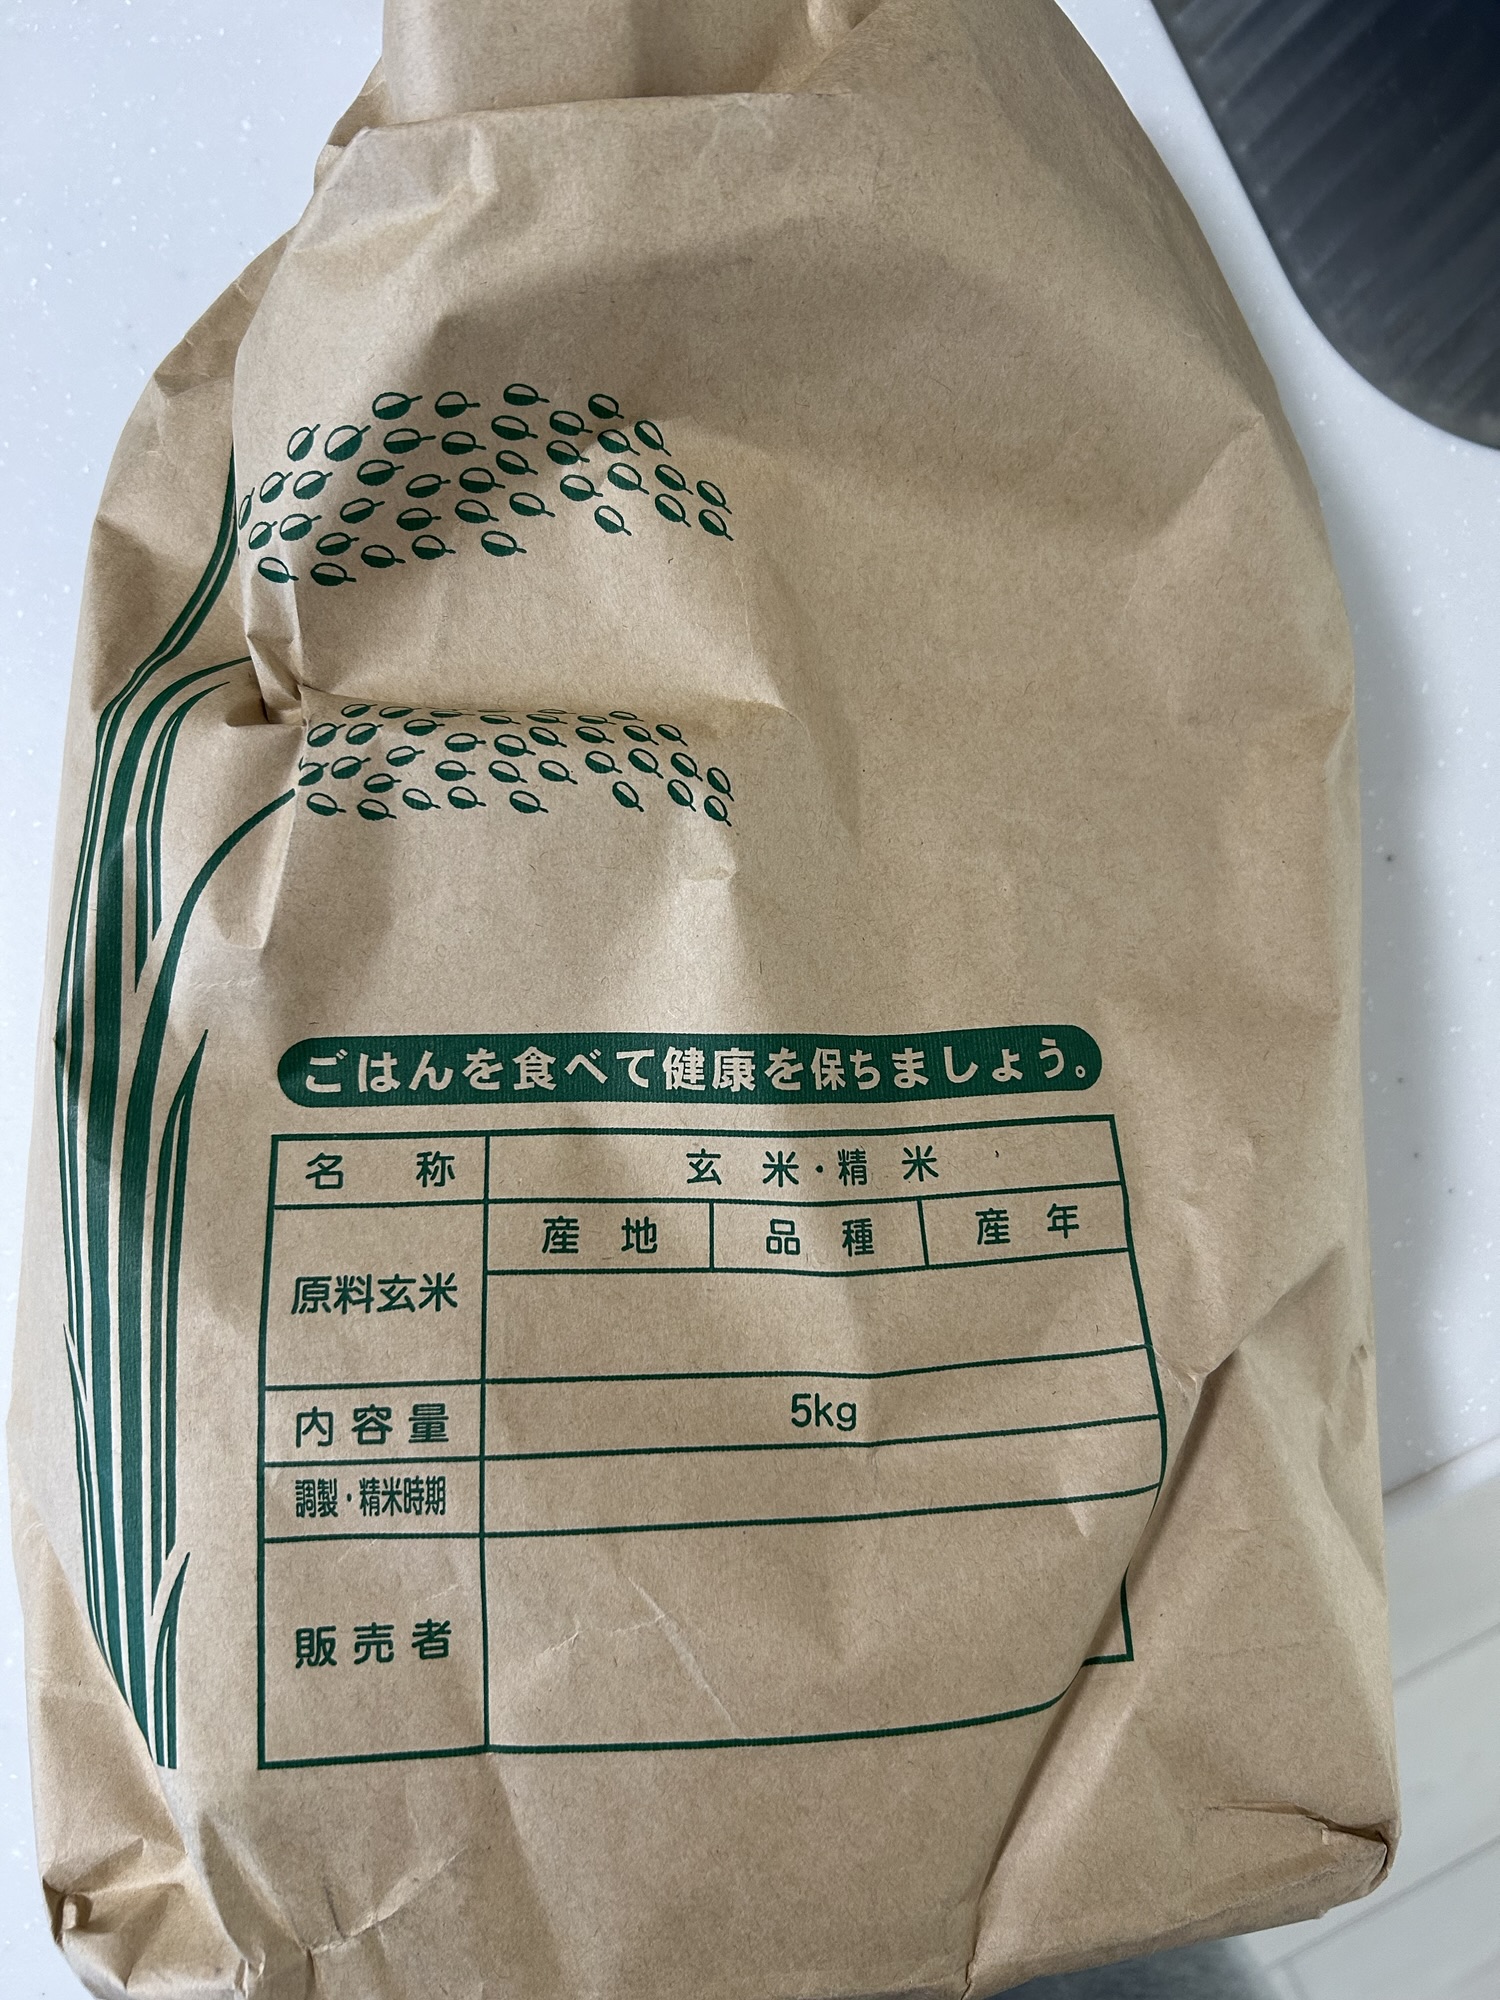 ごはんを食べて健康を保ちましょう。
名称 玄米・精米
原料玄米 産地 品種 産年
内容量 5kg
調製・精米時期
販売者